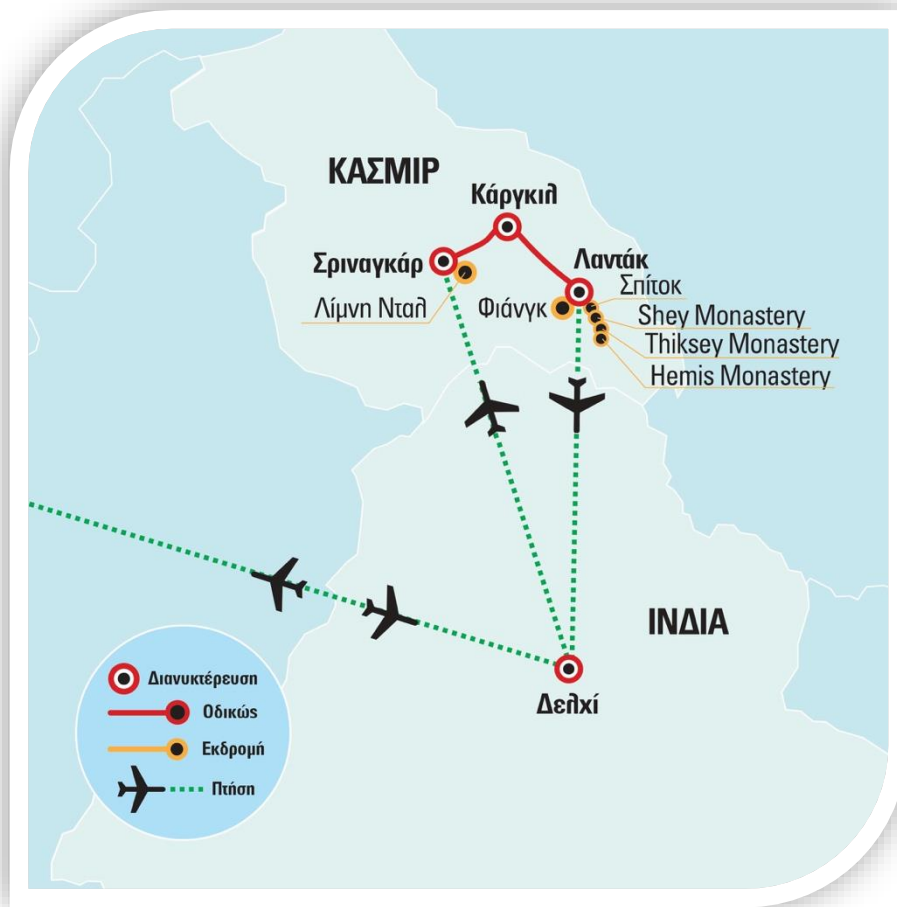 ΚΑΣΜΙΡ
Κάργκιλ
Σριναγκάρ
Λαντάκ
Λίμνη Νταλ
Φιάνγκ
Σπίτοκ
Shey Monastery
Thiksey Monastery
Hemis Monastery
ΙΝΔΙΑ
Δελχί
Διανυκτέρευση
Οδικώς
Εκδρομή
Πτήση